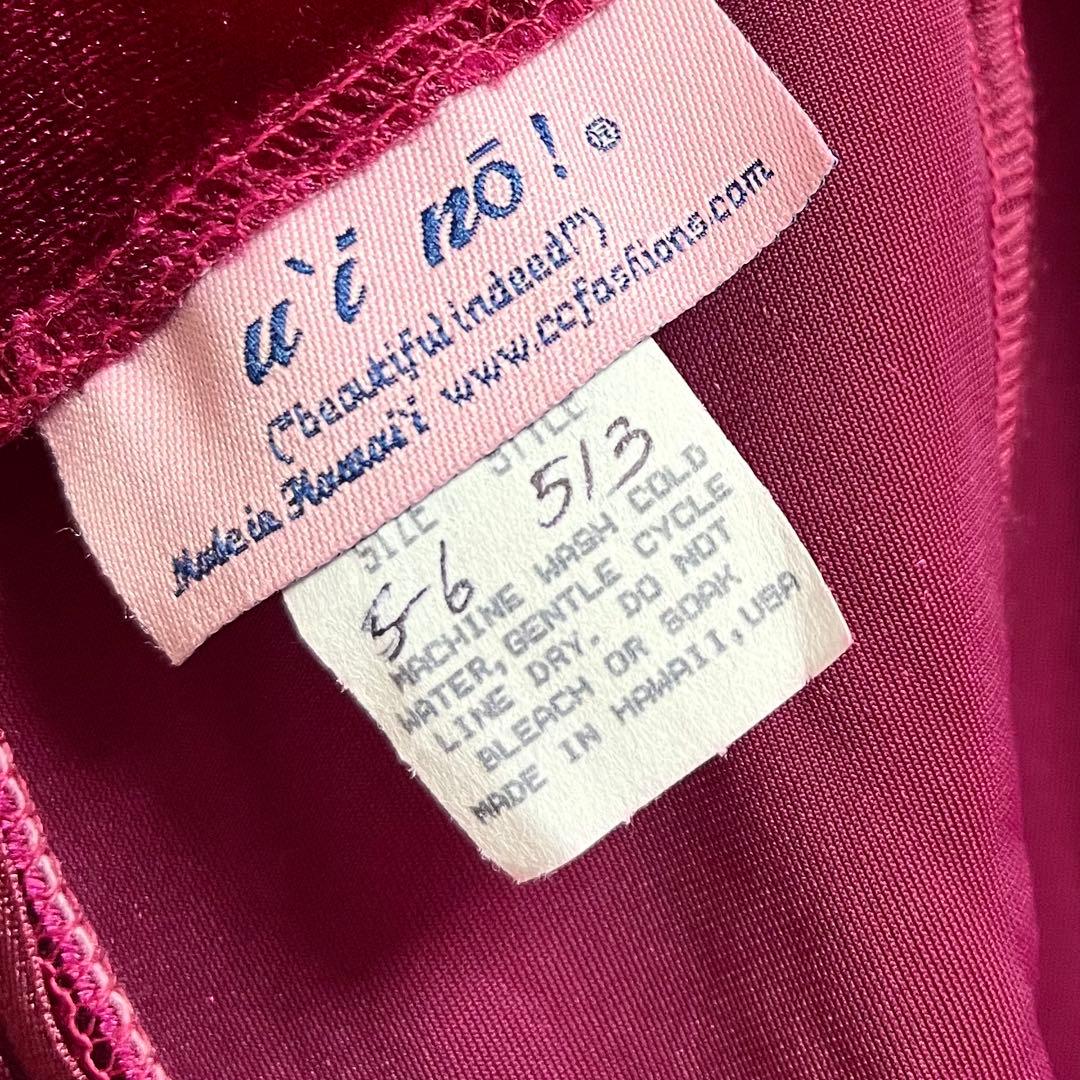 u'i nō! ®
("beautiful indeed!")
Made in Hawai'i www.ccfashions.com
SIZE STYLE
5-6 513
MACHINE WASH COLD
WATER, GENTLE CYCLE
LINE DRY. DO NOT
BLEACH OR SOAK
MADE IN HAWAII, USA